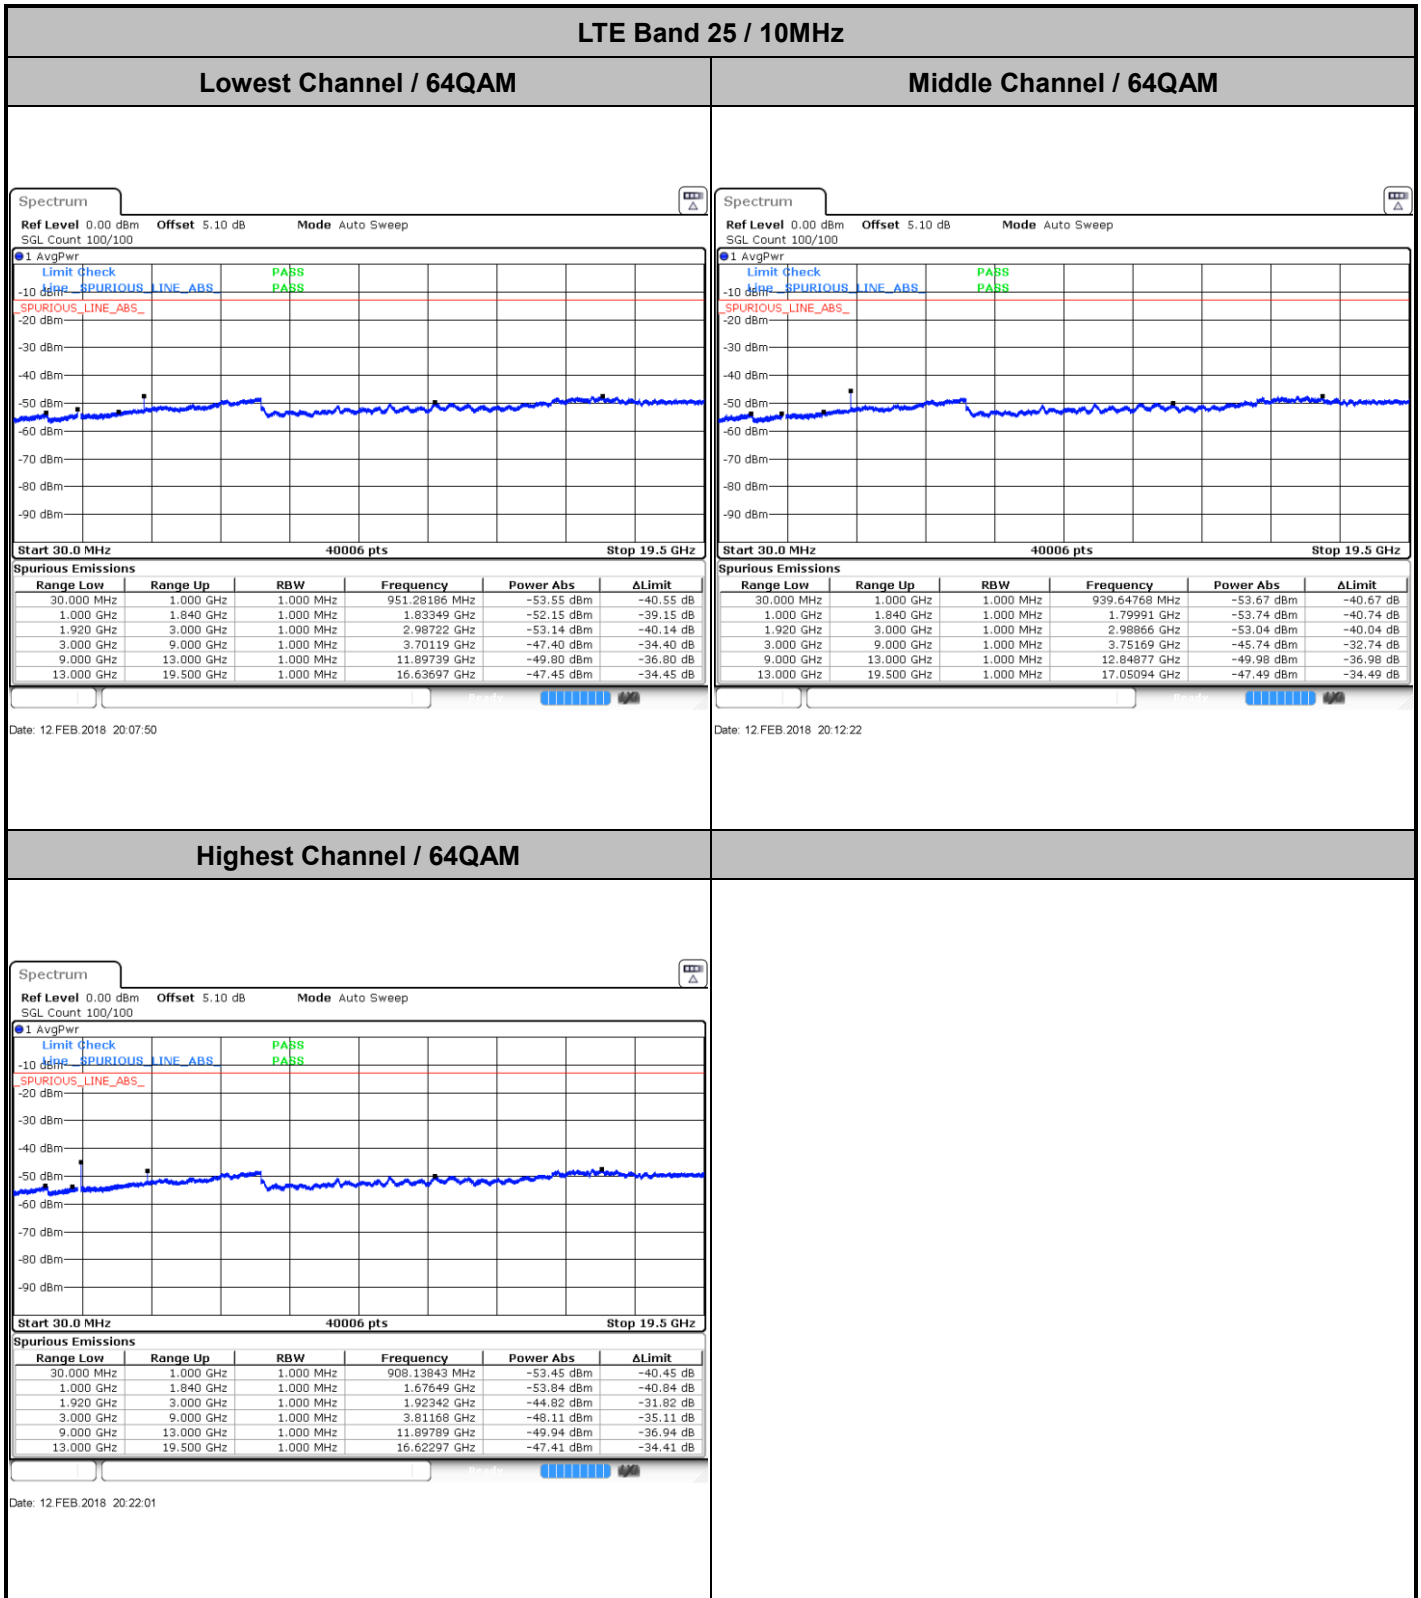 LTE Band 25 / 10MHz
Lowest Channel / 64QAM
Middle Channel / 64QAM
Spectrum
Ref Level 0.00 dBm Offset 5.10 dB Mode Auto Sweep
SGL Count 100/100
1 AvgPwr
Limit Check PASS
Line _SPURIOUS_LINE_ABS_ PASS
-10 dBm
_SPURIOUS_LINE_ABS_
-20 dBm
-30 dBm
-40 dBm
-50 dBm
-60 dBm
-70 dBm
-80 dBm
-90 dBm
Start 30.0 MHz 40006 pts Stop 19.5 GHz
Spurious Emissions
Range Low Range Up RBW Frequency Power Abs ΔLimit
30.000 MHz 1.000 GHz 1.000 MHz 951.28186 MHz -53.55 dBm -40.55 dB
1.000 GHz 1.840 GHz 1.000 MHz 1.83349 GHz -52.15 dBm -39.15 dB
1.920 GHz 3.000 GHz 1.000 MHz 2.98722 GHz -53.14 dBm -40.14 dB
3.000 GHz 9.000 GHz 1.000 MHz 3.70119 GHz -47.40 dBm -34.40 dB
9.000 GHz 13.000 GHz 1.000 MHz 11.89739 GHz -49.80 dBm -36.80 dB
13.000 GHz 19.500 GHz 1.000 MHz 16.63697 GHz -47.45 dBm -34.45 dB
Ready
Date: 12.FEB.2018 20:07:50
Spectrum
Ref Level 0.00 dBm Offset 5.10 dB Mode Auto Sweep
SGL Count 100/100
1 AvgPwr
Limit Check PASS
Line _SPURIOUS_LINE_ABS_ PASS
-10 dBm
_SPURIOUS_LINE_ABS_
-20 dBm
-30 dBm
-40 dBm
-50 dBm
-60 dBm
-70 dBm
-80 dBm
-90 dBm
Start 30.0 MHz 40006 pts Stop 19.5 GHz
Spurious Emissions
Range Low Range Up RBW Frequency Power Abs ΔLimit
30.000 MHz 1.000 GHz 1.000 MHz 939.64768 MHz -53.67 dBm -40.67 dB
1.000 GHz 1.840 GHz 1.000 MHz 1.79991 GHz -53.74 dBm -40.74 dB
1.920 GHz 3.000 GHz 1.000 MHz 2.98866 GHz -53.04 dBm -40.04 dB
3.000 GHz 9.000 GHz 1.000 MHz 3.75169 GHz -45.74 dBm -32.74 dB
9.000 GHz 13.000 GHz 1.000 MHz 12.84877 GHz -49.98 dBm -36.98 dB
13.000 GHz 19.500 GHz 1.000 MHz 17.05094 GHz -47.49 dBm -34.49 dB
Ready
Date: 12.FEB.2018 20:12:22
Highest Channel / 64QAM
Spectrum
Ref Level 0.00 dBm Offset 5.10 dB Mode Auto Sweep
SGL Count 100/100
1 AvgPwr
Limit Check PASS
Line _SPURIOUS_LINE_ABS_ PASS
-10 dBm
_SPURIOUS_LINE_ABS_
-20 dBm
-30 dBm
-40 dBm
-50 dBm
-60 dBm
-70 dBm
-80 dBm
-90 dBm
Start 30.0 MHz 40006 pts Stop 19.5 GHz
Spurious Emissions
Range Low Range Up RBW Frequency Power Abs ΔLimit
30.000 MHz 1.000 GHz 1.000 MHz 908.13843 MHz -53.45 dBm -40.45 dB
1.000 GHz 1.840 GHz 1.000 MHz 1.67649 GHz -53.84 dBm -40.84 dB
1.920 GHz 3.000 GHz 1.000 MHz 1.92342 GHz -44.82 dBm -31.82 dB
3.000 GHz 9.000 GHz 1.000 MHz 3.81168 GHz -48.11 dBm -35.11 dB
9.000 GHz 13.000 GHz 1.000 MHz 11.89789 GHz -49.94 dBm -36.94 dB
13.000 GHz 19.500 GHz 1.000 MHz 16.62297 GHz -47.41 dBm -34.41 dB
Ready
Date: 12.FEB.2018 20:22:01